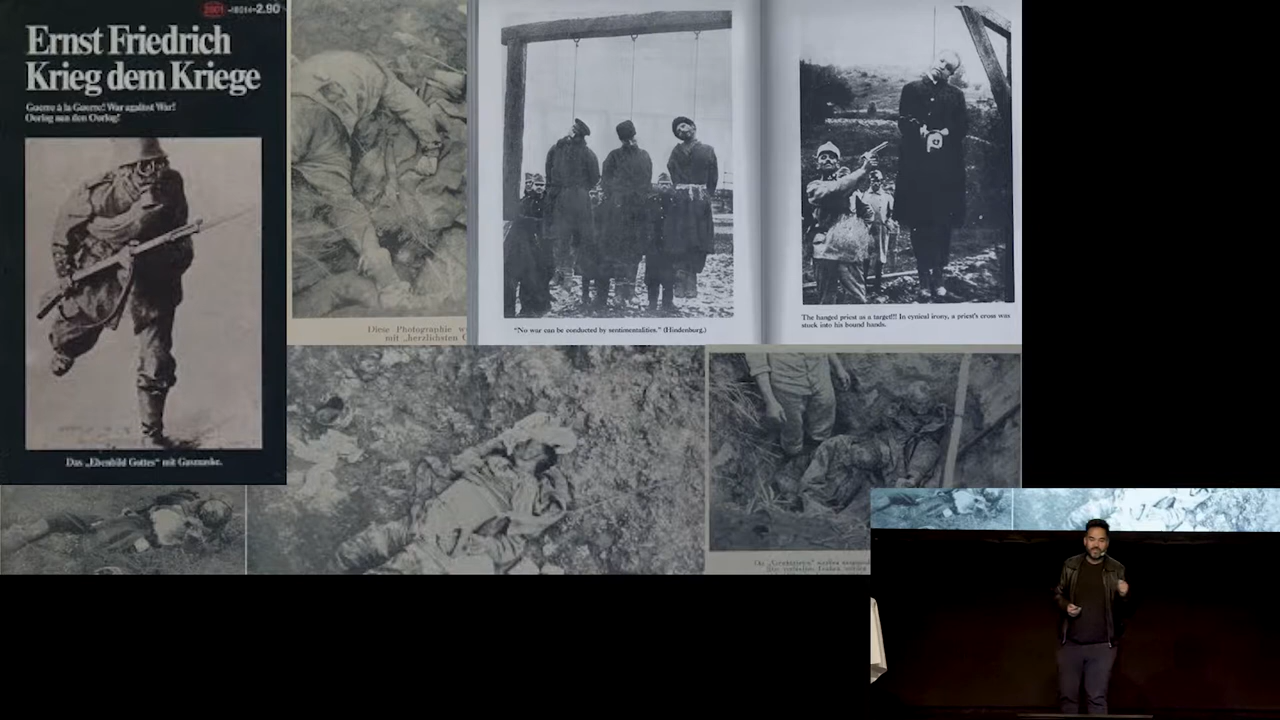 2001 -18014-2.90
Ernst Friedrich
Krieg dem Kriege
Guerre à la Guerre! War against War!
Oorlog aan den Oorlog!
Das „Ebenbild Gottes" mit Gasmaske.
Diese Photographie
mit „herzlichsten
"No war can be conducted by sentimentalities." (Hindenburg.)
The hanged priest as a target!!! In cynical irony, a priest's cross was
stuck into his bound hands.